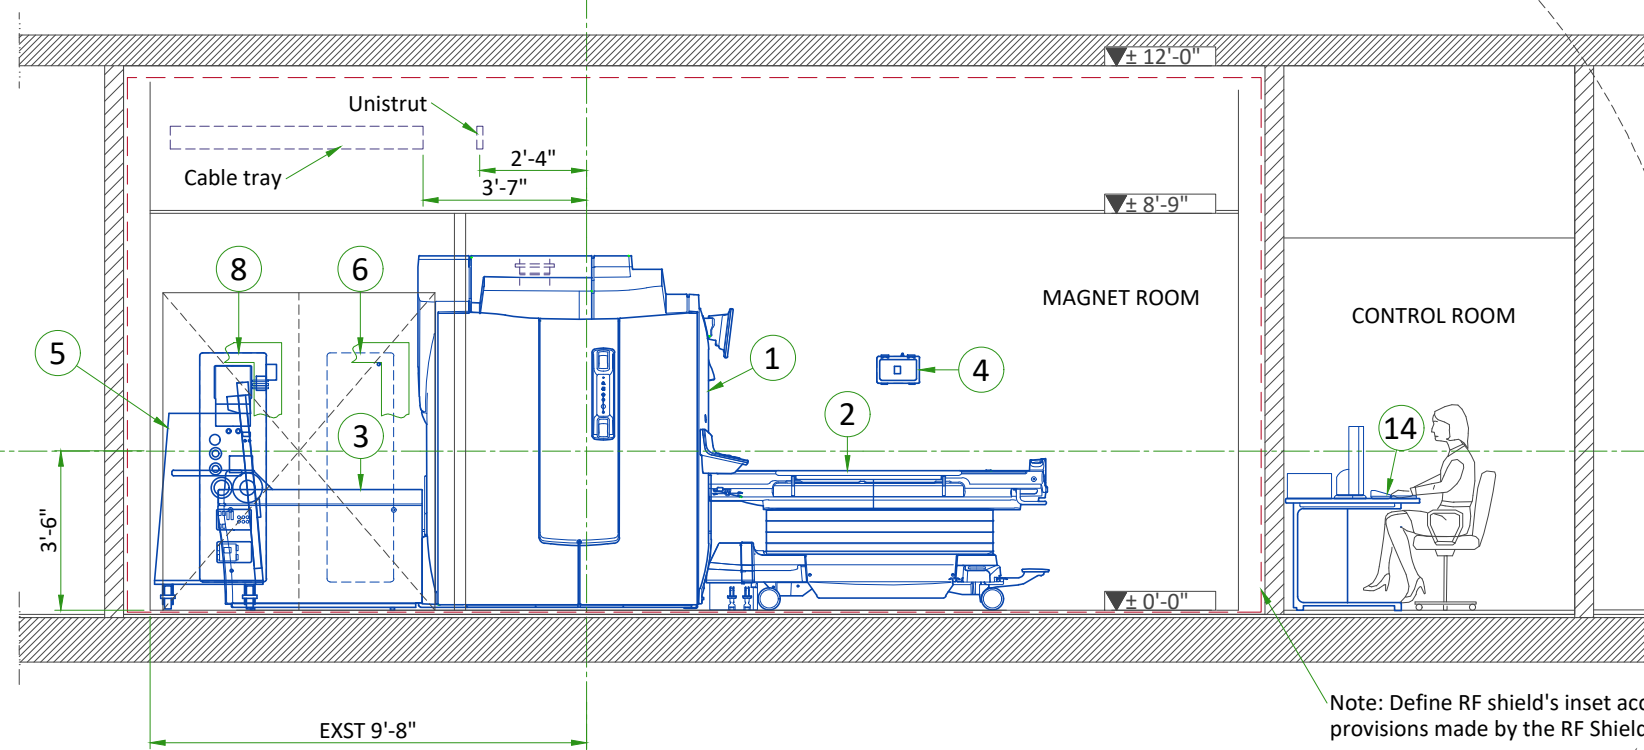 ± 12'-0"
Unistrut
2'-4"
Cable tray
3'-7"
± 8'-9"
8
6
MAGNET ROOM
CONTROL ROOM
5
1
4
2
14
3
3'-6"
± 0'-0"
Note: Define RF shield's inset
provisions made by the RF Shield
EXST 9'-8"